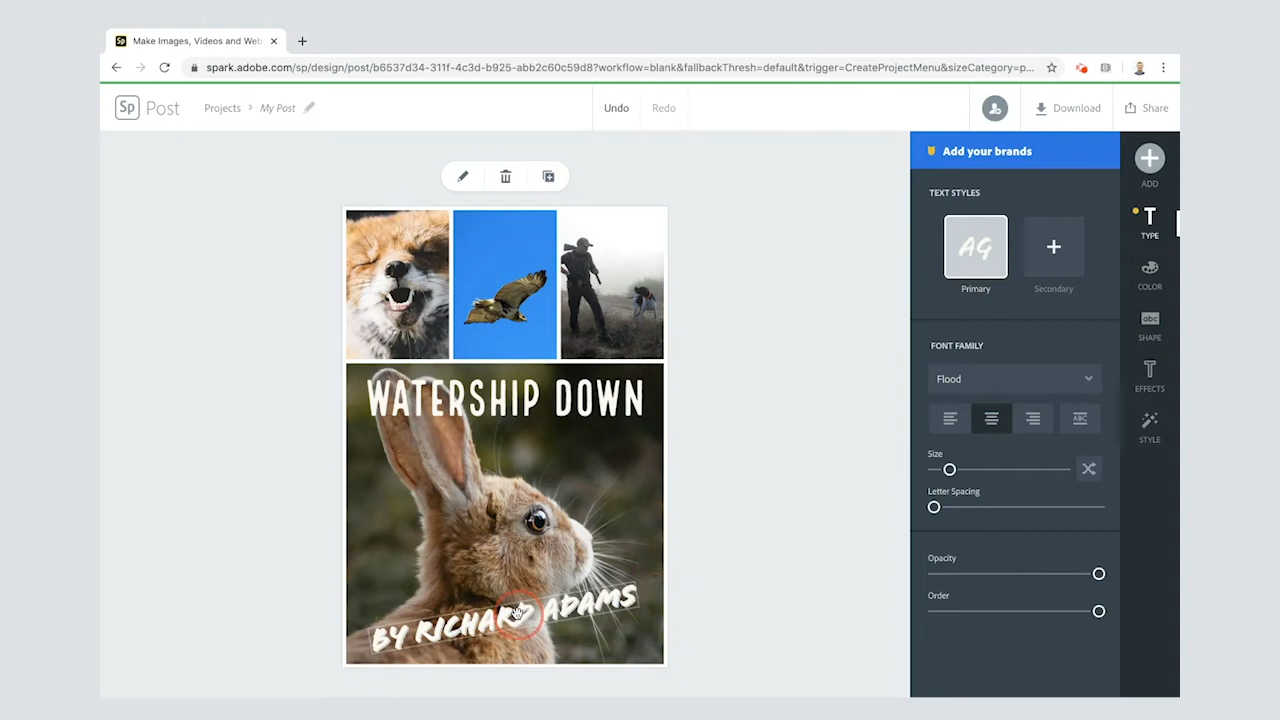 Sp Make Images, Videos and Web
spark.adobe.com/sp/design/post/b6537d34-311f-4c3d-b925-abb2c60c59d8?workflow=blank&fallbackThresh=default&trigger=CreateProjectMenu&sizeCategory=p...
Sp Post Projects > My Post Undo Redo Download Share
Add your brands
ADD
TEXT STYLES
AG
Primary
Secondary
T
TYPE
COLOR
abc
SHAPE
FONT FAMILY
Flood
T
EFFECTS
ABC
STYLE
Size
Letter Spacing
Opacity
Order
WATERSHIP DOWN
BY RICHARD ADAMS